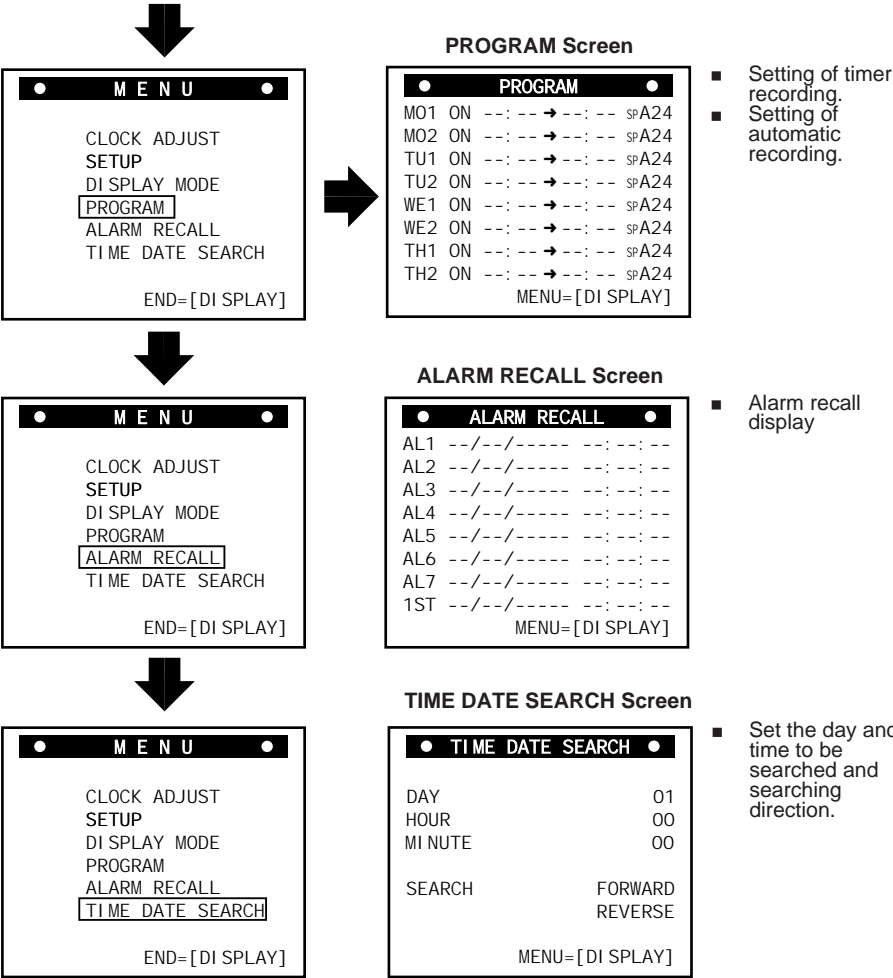 PROGRAM Screen
● M E N U ●
CLOCK ADJUST
SETUP
DISPLAY MODE
PROGRAM
ALARM RECALL
TIME DATE SEARCH
END=[DISPLAY]
● PROGRAM ●
MO1 ON --:-- ➜ --:-- SPA24
MO2 ON --:-- ➜ --:-- SPA24
TU1 ON --:-- ➜ --:-- SPA24
TU2 ON --:-- ➜ --:-- SPA24
WE1 ON --:-- ➜ --:-- SPA24
WE2 ON --:-- ➜ --:-- SPA24
TH1 ON --:-- ➜ --:-- SPA24
TH2 ON --:-- ➜ --:-- SPA24
MENU=[DISPLAY]
■ Setting of timer
recording.
■ Setting of
automatic
recording.
ALARM RECALL Screen
● M E N U ●
CLOCK ADJUST
SETUP
DISPLAY MODE
PROGRAM
ALARM RECALL
TIME DATE SEARCH
END=[DISPLAY]
● ALARM RECALL ●
AL1 --/--/----- --:--:--
AL2 --/--/----- --:--:--
AL3 --/--/----- --:--:--
AL4 --/--/----- --:--:--
AL5 --/--/----- --:--:--
AL6 --/--/----- --:--:--
AL7 --/--/----- --:--:--
1ST --/--/----- --:--:--
MENU=[DISPLAY]
■ Alarm recall
display
TIME DATE SEARCH Screen
● M E N U ●
CLOCK ADJUST
SETUP
DISPLAY MODE
PROGRAM
ALARM RECALL
TIME DATE SEARCH
END=[DISPLAY]
● TIME DATE SEARCH ●
DAY 01
HOUR 00
MINUTE 00
SEARCH FORWARD
REVERSE
MENU=[DISPLAY]
■ Set the day and
time to be
searched and
searching
direction.